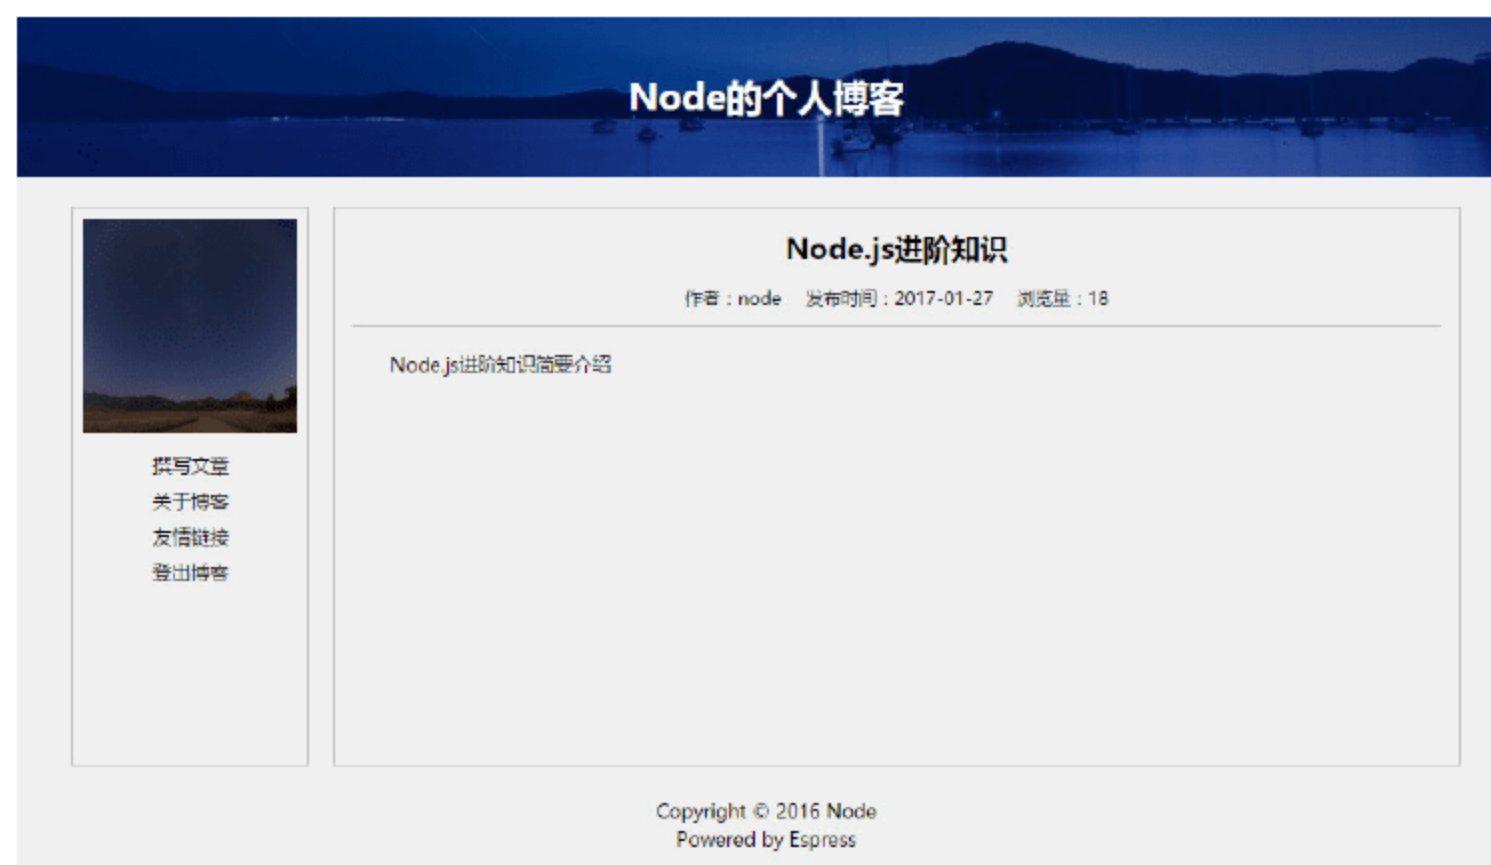 Node的个人博客
撰写文章
关于博客
友情链接
登出博客
Node.js进阶知识
作者：node 发布时间：2017-01-27 浏览量：18
Node.js进阶知识简要介绍
Copyright © 2016 Node
Powered by Espress